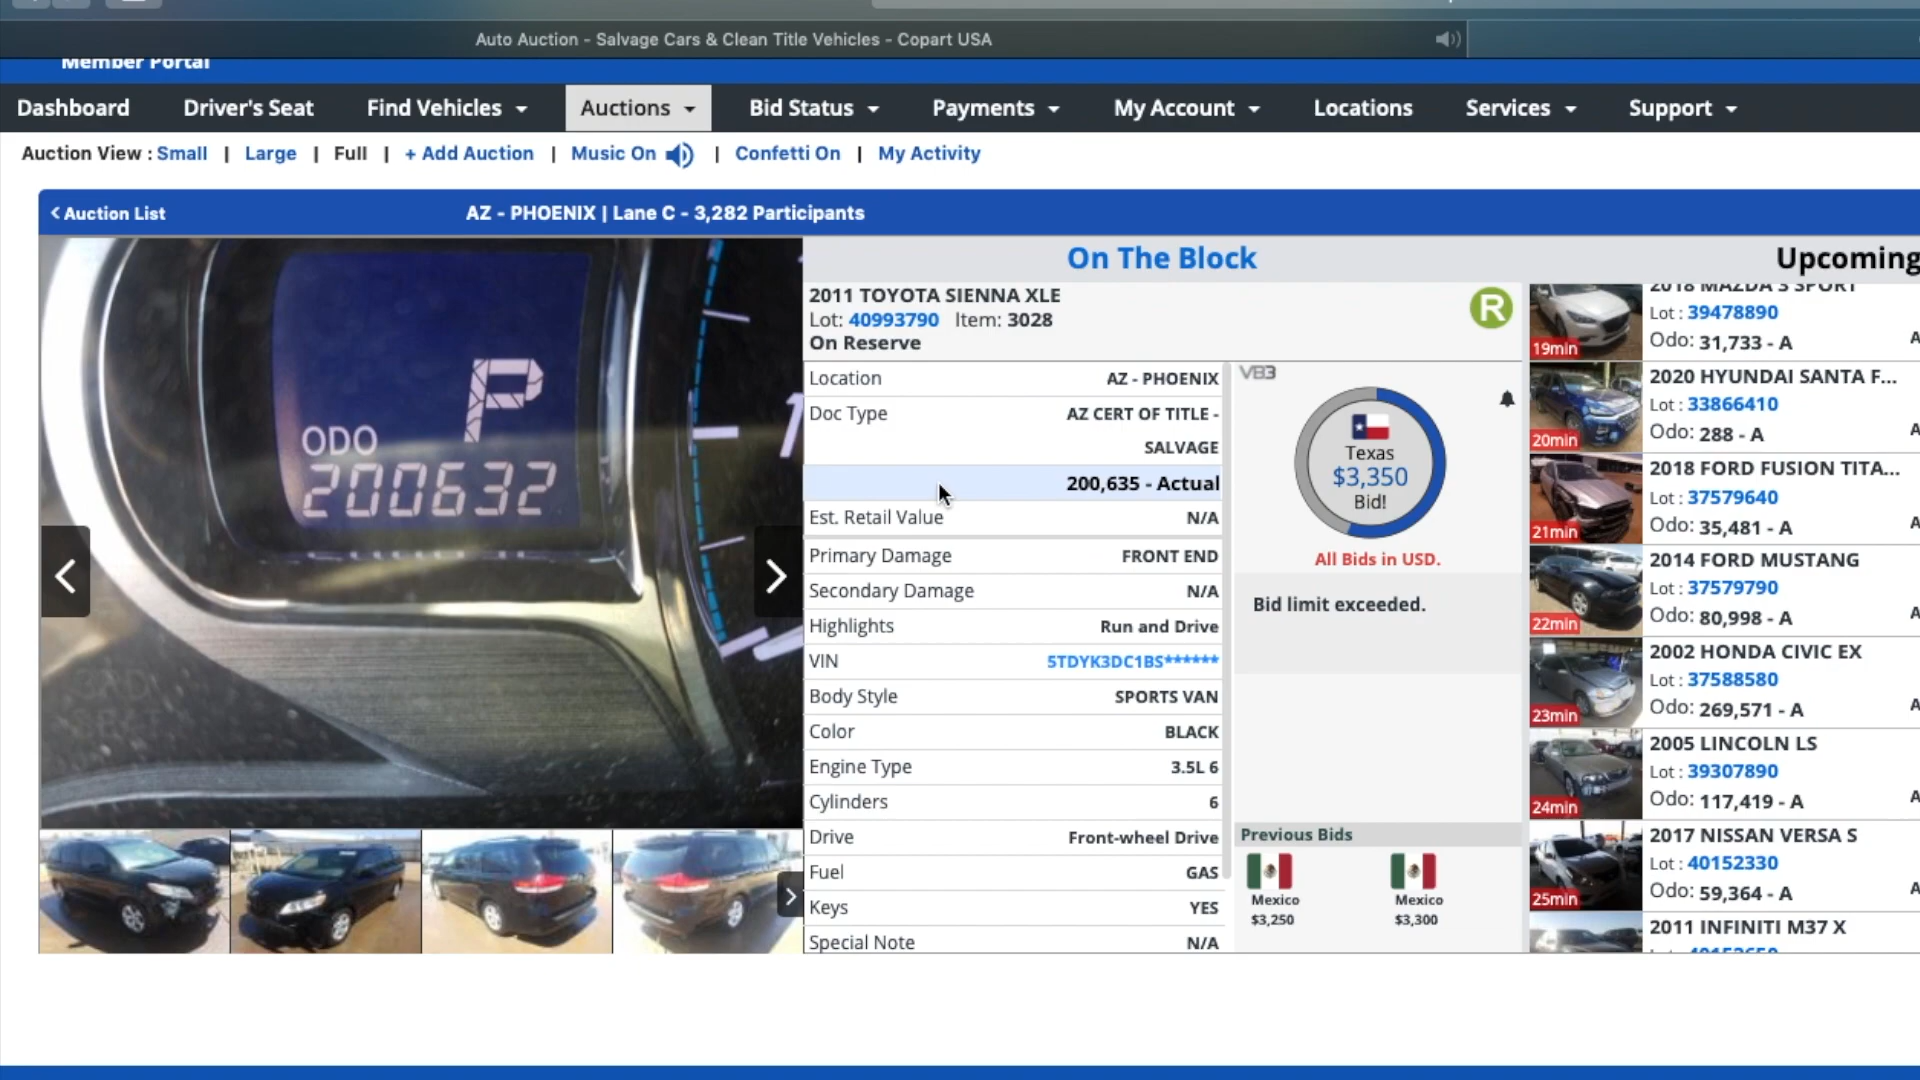 Auto Auction - Salvage Cars & Clean Title Vehicles - Copart USA
Member Portal
Dashboard Driver's Seat Find Vehicles Auctions Bid Status Payments My Account Locations Services Support
Auction View : Small | Large | Full | + Add Auction | Music On | Confetti On | My Activity
< Auction List AZ - PHOENIX | Lane C - 3,282 Participants
P
ODO
200632
On The Block
2011 TOYOTA SIENNA XLE
Lot: 40993790 Item: 3028
On Reserve
R
Location AZ - PHOENIX
Doc Type AZ CERT OF TITLE -
SALVAGE
200,635 - Actual
Est. Retail Value N/A
Primary Damage FRONT END
Secondary Damage N/A
Highlights Run and Drive
VIN 5TDYK3DC1BS******
Body Style SPORTS VAN
Color BLACK
Engine Type 3.5L 6
Cylinders 6
Drive Front-wheel Drive
Fuel GAS
Keys YES
Special Note N/A
VB3
Texas
$3,350
Bid!
All Bids in USD.
Bid limit exceeded.
Previous Bids
Mexico
$3,250
Mexico
$3,300
Upcoming
2018 MAZDA 3 SPORT
Lot : 39478890
Odo: 31,733 - A
19min
2020 HYUNDAI SANTA F...
Lot : 33866410
Odo: 288 - A
20min
2018 FORD FUSION TITA...
Lot : 37579640
Odo: 35,481 - A
21min
2014 FORD MUSTANG
Lot : 37579790
Odo: 80,998 - A
22min
2002 HONDA CIVIC EX
Lot : 37588580
Odo: 269,571 - A
23min
2005 LINCOLN LS
Lot : 39307890
Odo: 117,419 - A
24min
2017 NISSAN VERSA S
Lot : 40152330
Odo: 59,364 - A
25min
2011 INFINITI M37 X